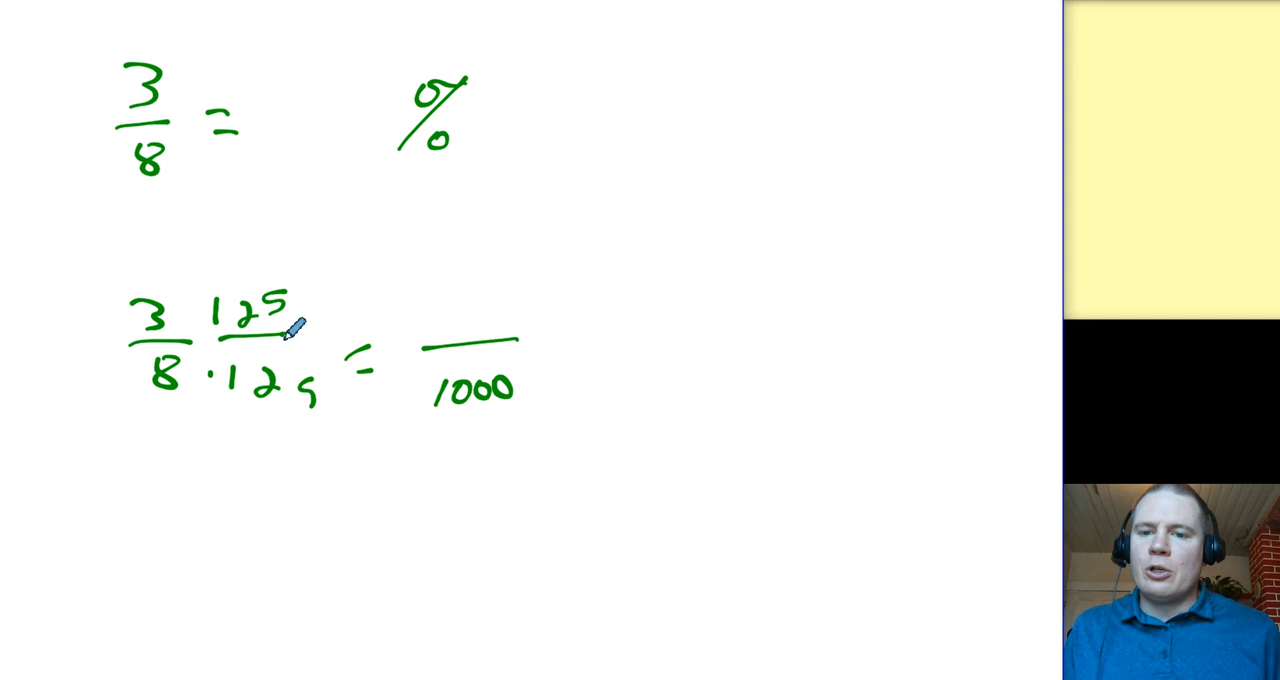 3/8 = %
3/8 · 125/125 = /1000